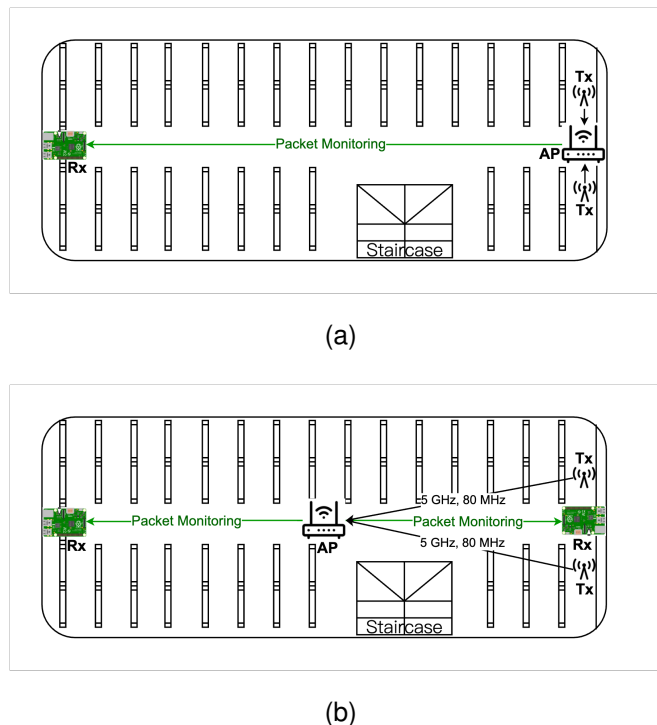 Tx
Packet Monitoring
AP
Rx
Tx
Staircase
(a)
Tx
5 GHz, 80 MHz
Packet Monitoring
Packet Monitoring
Rx
AP
Rx
5 GHz, 80 MHz
Tx
Staircase
(b)